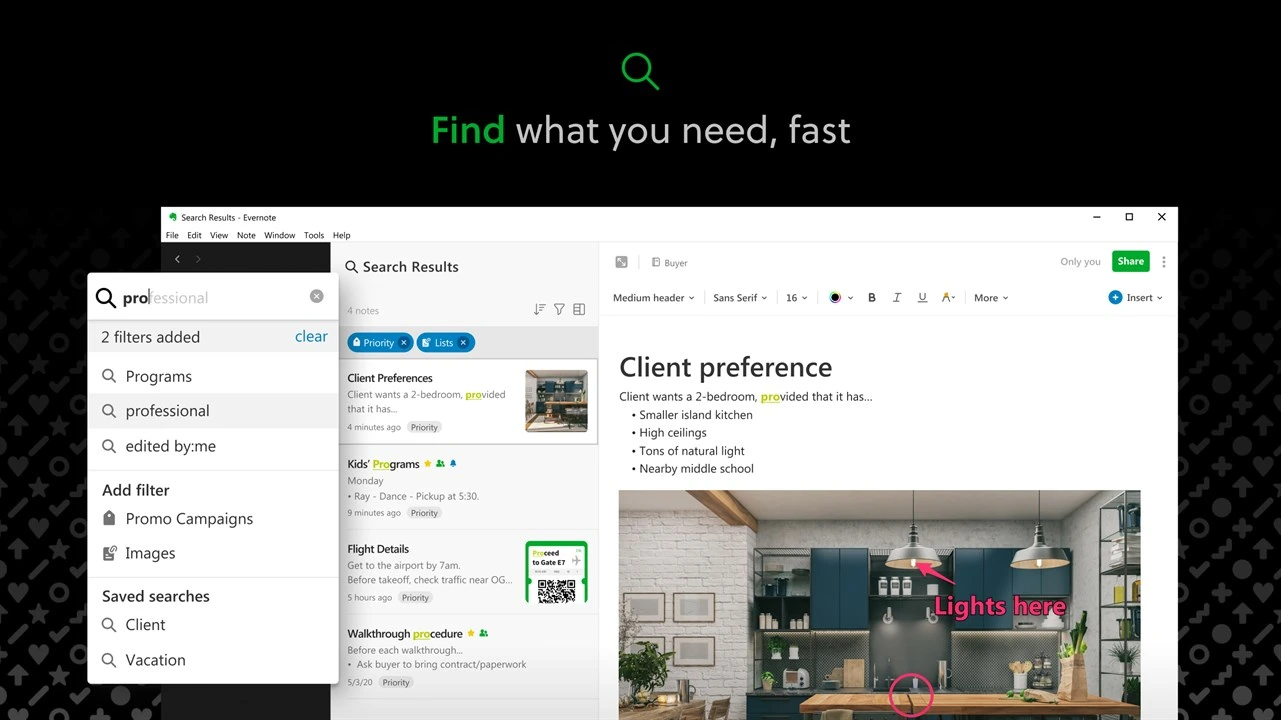 Find what you need, fast
Search Results - Evernote
File Edit View Note Window Tools Help
professional
2 filters added clear
Programs
professional
edited by:me
Add filter
Promo Campaigns
Images
Saved searches
Client
Vacation
Search Results
4 notes
Priority Lists
Client Preferences
Client wants a 2-bedroom, provided
that it has...
4 minutes ago Priority
Kids' Programs
Monday
• Ray - Dance - Pickup at 5:30.
9 minutes ago Priority
Flight Details
Get to the airport by 7am.
Before takeoff, check traffic near OG...
5 hours ago Priority
Proceed
to Gate E7
Walkthrough procedure
Before each walkthrough...
• Ask buyer to bring contract/paperwork
5/3/20 Priority
Buyer
Only you Share
Medium header Sans Serif 16 B I U A More Insert
Client preference
Client wants a 2-bedroom, provided that it has...
• Smaller island kitchen
• High ceilings
• Tons of natural light
• Nearby middle school
Lights here